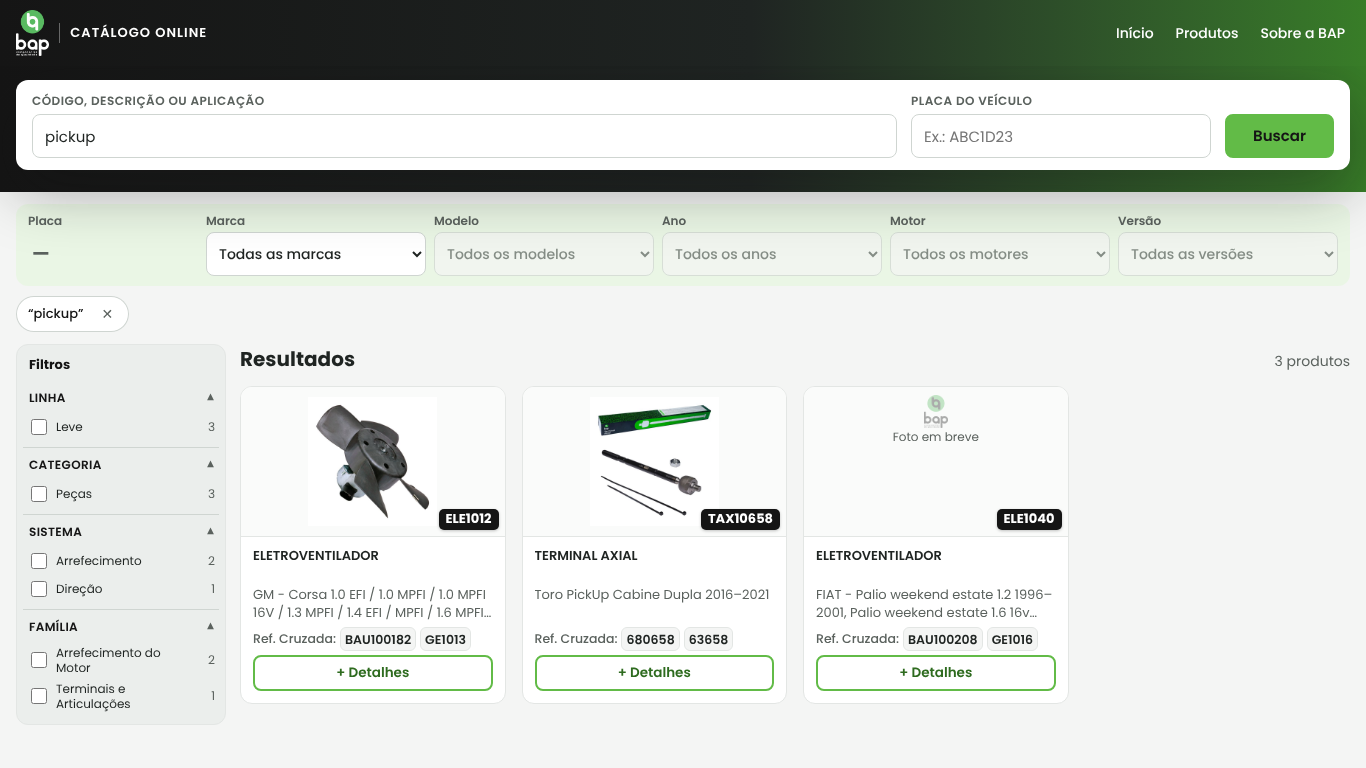 bap
CATÁLOGO ONLINE
Início
Produtos
Sobre a BAP
CÓDIGO, DESCRIÇÃO OU APLICAÇÃO
pickup
PLACA DO VEÍCULO
Ex.: ABC1D23
Buscar
Placa
—
Marca
Todas as marcas
Modelo
Todos os modelos
Ano
Todos os anos
Motor
Todos os motores
Versão
Todas as versões
“pickup” ×
Filtros
LINHA ▲
Leve 3
CATEGORIA ▲
Peças 3
SISTEMA ▲
Arrefecimento 2
Direção 1
FAMÍLIA ▲
Arrefecimento do
Motor 2
Terminais e
Articulações 1
Resultados
3 produtos
ELE1012
ELETROVENTILADOR
GM - Corsa 1.0 EFI / 1.0 MPFI / 1.0 MPFI
16V / 1.3 MPFI / 1.4 EFI / MPFI / 1.6 MPFI…
Ref. Cruzada: BAU100182 GE1013
+ Detalhes
TAX10658
TERMINAL AXIAL
Toro PickUp Cabine Dupla 2016–2021
Ref. Cruzada: 680658 63658
+ Detalhes
bap
Foto em breve
ELE1040
ELETROVENTILADOR
FIAT - Palio weekend estate 1.2 1996–
2001, Palio weekend estate 1.6 16v…
Ref. Cruzada: BAU100208 GE1016
+ Detalhes